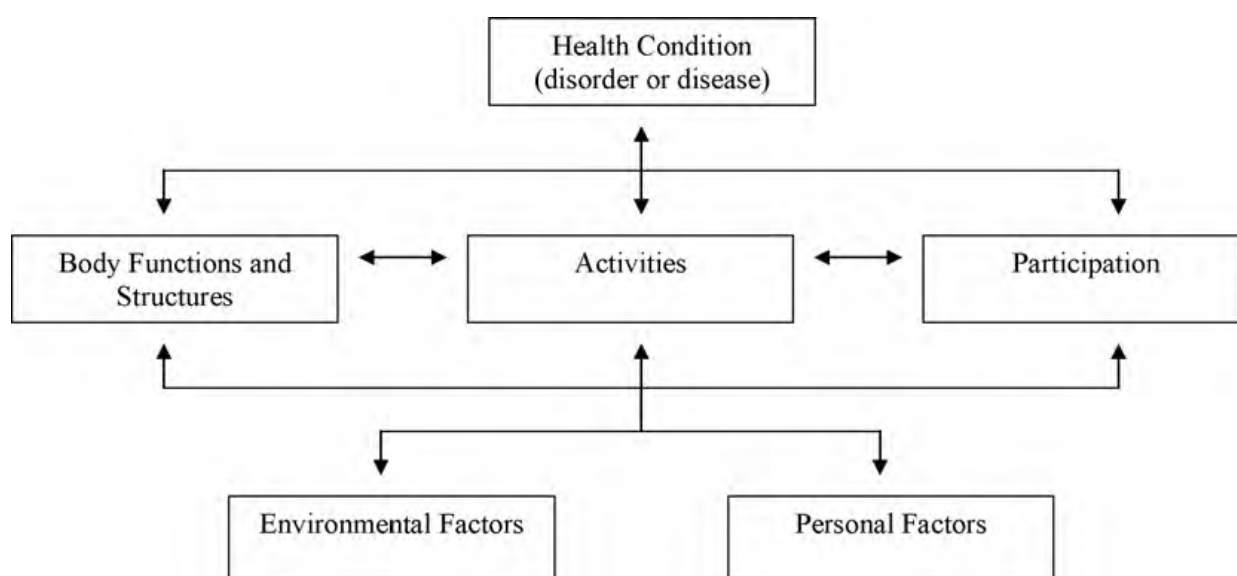 Health Condition
(disorder or disease)
Body Functions and
Structures
Activities
Participation
Environmental Factors
Personal Factors